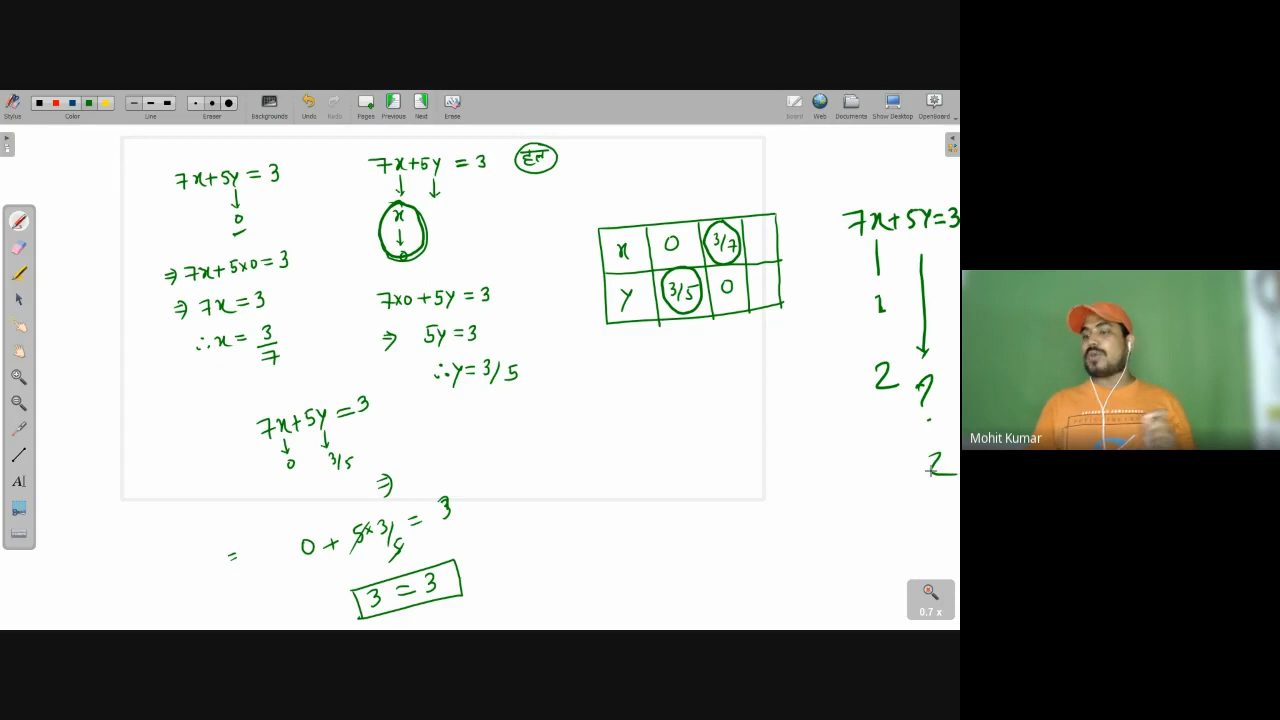 Stylus
Color
Line
Eraser
Backgrounds
Undo
Redo
Pages
Previous
Next
Erase
Board
Web
Documents
Show Desktop
OpenBoard
7x+5y = 3
0
⇒ 7x+5×0 = 3
⇒ 7x = 3
∴ x = 3/7
7x+5y = 3
हल
x
0
7×0 + 5y = 3
⇒ 5y = 3
∴ y = 3/5
x 0 3/7
y 3/5 0
7x+5y = 3
0 3/5
⇒
= 0 + 5×3/5 = 3
3 = 3
7x+5y=3
1
2 ?
2
Mohit Kumar
0.7 x